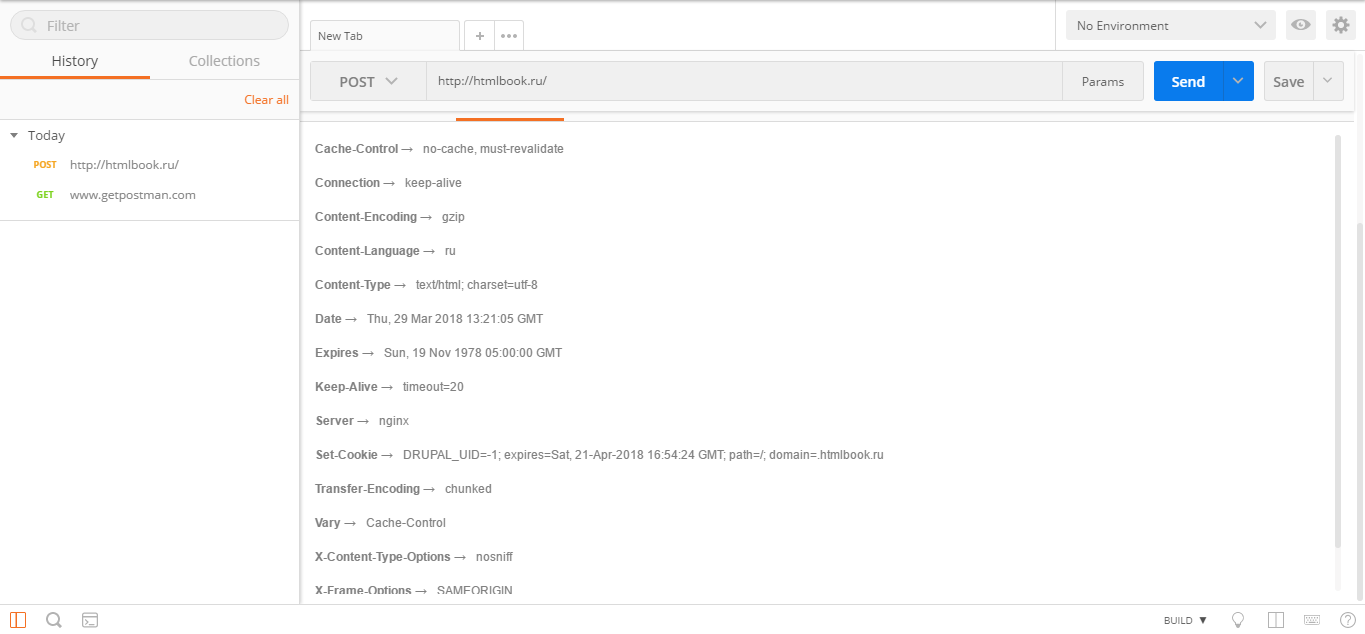 Filter
History Collections
Clear all
Today
POST http://htmlbook.ru/
GET www.getpostman.com
New Tab
No Environment
POST http://htmlbook.ru/ Params Send Save
Cache-Control → no-cache, must-revalidate
Connection → keep-alive
Content-Encoding → gzip
Content-Language → ru
Content-Type → text/html; charset=utf-8
Date → Thu, 29 Mar 2018 13:21:05 GMT
Expires → Sun, 19 Nov 1978 05:00:00 GMT
Keep-Alive → timeout=20
Server → nginx
Set-Cookie → DRUPAL_UID=-1; expires=Sat, 21-Apr-2018 16:54:24 GMT; path=/; domain=.htmlbook.ru
Transfer-Encoding → chunked
Vary → Cache-Control
X-Content-Type-Options → nosniff
X-Frame-Options → SAMEORIGIN
BUILD